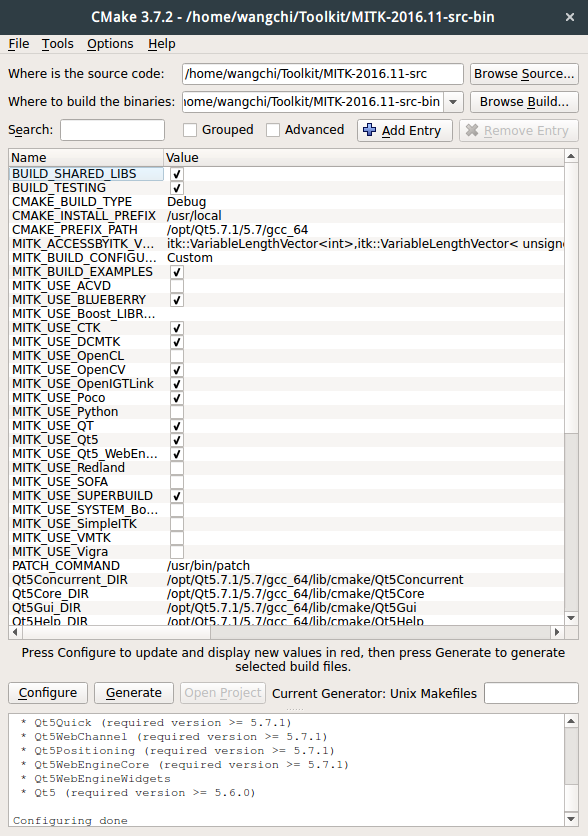 CMake 3.7.2 - /home/wangchi/Toolkit/MITK-2016.11-src-bin
File Tools Options Help
Where is the source code: /home/wangchi/Toolkit/MITK-2016.11-src Browse Source...
Where to build the binaries: home/wangchi/Toolkit/MITK-2016.11-src-bin Browse Build...
Search: Grouped Advanced Add Entry Remove Entry
Name Value
BUILD_SHARED_LIBS
BUILD_TESTING
CMAKE_BUILD_TYPE Debug
CMAKE_INSTALL_PREFIX /usr/local
CMAKE_PREFIX_PATH /opt/Qt5.7.1/5.7/gcc_64
MITK_ACCESSBYITK_V... itk::VariableLengthVector<int>,itk::VariableLengthVector< unsigne
MITK_BUILD_CONFIGU... Custom
MITK_BUILD_EXAMPLES
MITK_USE_ACVD
MITK_USE_BLUEBERRY
MITK_USE_Boost_LIBR...
MITK_USE_CTK
MITK_USE_DCMTK
MITK_USE_OpenCL
MITK_USE_OpenCV
MITK_USE_OpenIGTLink
MITK_USE_Poco
MITK_USE_Python
MITK_USE_QT
MITK_USE_Qt5
MITK_USE_Qt5_WebEn...
MITK_USE_Redland
MITK_USE_SOFA
MITK_USE_SUPERBUILD
MITK_USE_SYSTEM_Bo...
MITK_USE_SimpleITK
MITK_USE_VMTK
MITK_USE_Vigra
PATCH_COMMAND /usr/bin/patch
Qt5Concurrent_DIR /opt/Qt5.7.1/5.7/gcc_64/lib/cmake/Qt5Concurrent
Qt5Core_DIR /opt/Qt5.7.1/5.7/gcc_64/lib/cmake/Qt5Core
Qt5Gui_DIR /opt/Qt5.7.1/5.7/gcc_64/lib/cmake/Qt5Gui
Qt5Help_DIR /opt/Qt5.7.1/5.7/gcc_64/lib/cmake/Qt5Help
Press Configure to update and display new values in red, then press Generate to generate
selected build files.
Configure Generate Open Project Current Generator: Unix Makefiles
* Qt5Quick (required version >= 5.7.1)
* Qt5WebChannel (required version >= 5.7.1)
* Qt5Positioning (required version >= 5.7.1)
* Qt5WebEngineCore (required version >= 5.7.1)
* Qt5WebEngineWidgets
* Qt5 (required version >= 5.6.0)
Configuring done